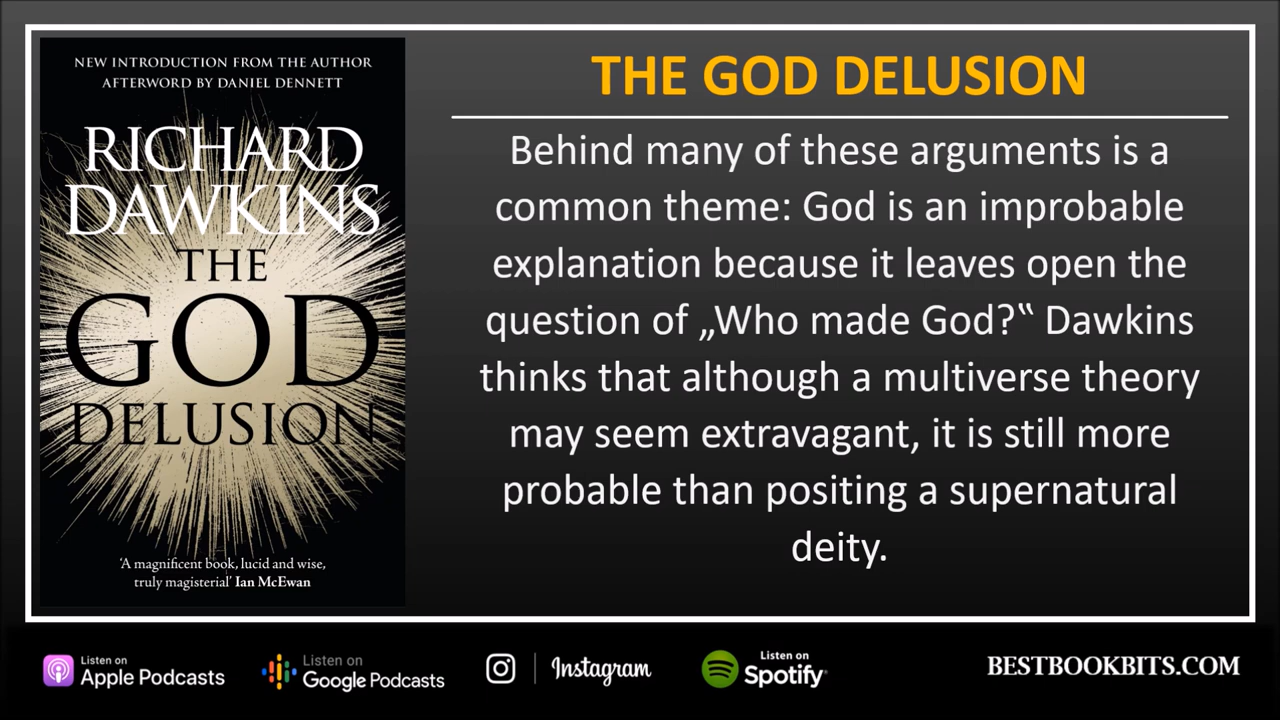 NEW INTRODUCTION FROM THE AUTHOR
AFTERWORD BY DANIEL DENNETT
RICHARD
DAWKINS
THE
GOD
DELUSION
‘A magnificent book, lucid and wise,
truly magisterial’ Ian McEwan
THE GOD DELUSION
Behind many of these arguments is a
common theme: God is an improbable
explanation because it leaves open the
question of „Who made God?‟ Dawkins
thinks that although a multiverse theory
may seem extravagant, it is still more
probable than positing a supernatural
deity.
Listen on
Apple Podcasts
Listen on
Google Podcasts
Instagram
Listen on
Spotify
BESTBOOKBITS.COM